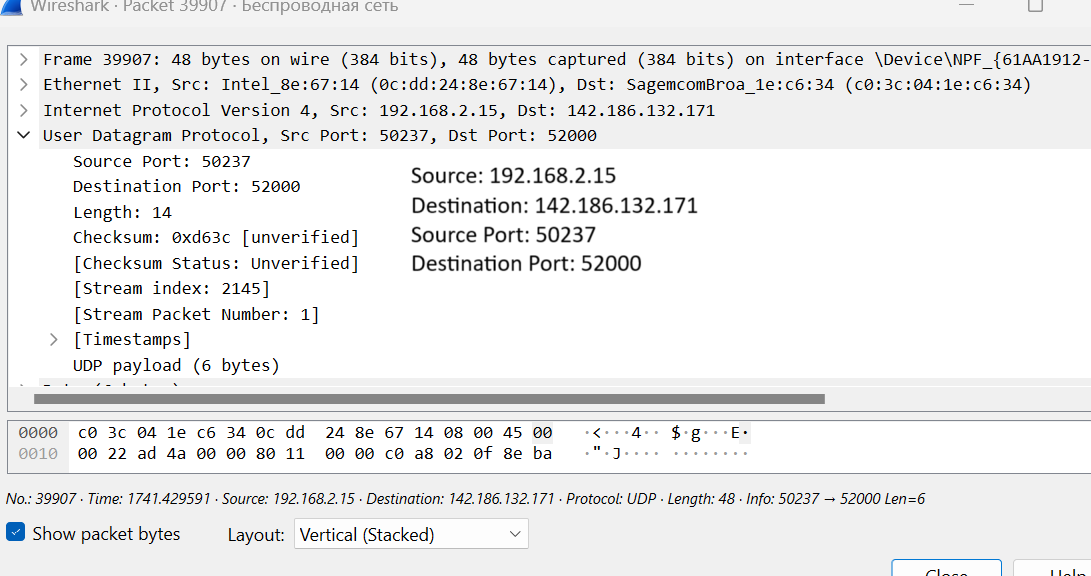 Wireshark · Packet 39907 · Беспроводная сеть
Frame 39907: 48 bytes on wire (384 bits), 48 bytes captured (384 bits) on interface \Device\NPF_{61AA1912-
Ethernet II, Src: Intel_8e:67:14 (0c:dd:24:8e:67:14), Dst: SagemcomBroa_1e:c6:34 (c0:3c:04:1e:c6:34)
Internet Protocol Version 4, Src: 192.168.2.15, Dst: 142.186.132.171
User Datagram Protocol, Src Port: 50237, Dst Port: 52000
Source Port: 50237
Destination Port: 52000
Length: 14
Checksum: 0xd63c [unverified]
[Checksum Status: Unverified]
[Stream index: 2145]
[Stream Packet Number: 1]
[Timestamps]
UDP payload (6 bytes)
Source: 192.168.2.15
Destination: 142.186.132.171
Source Port: 50237
Destination Port: 52000
0000 c0 3c 04 1e c6 34 0c dd 24 8e 67 14 08 00 45 00 ·<···4·· $·g···E·
0010 00 22 ad 4a 00 00 80 11 00 00 c0 a8 02 0f 8e ba ·"·J···· ········
No.: 39907 · Time: 1741.429591 · Source: 192.168.2.15 · Destination: 142.186.132.171 · Protocol: UDP · Length: 48 · Info: 50237 → 52000 Len=6
Show packet bytes
Layout: Vertical (Stacked)
Close
Help